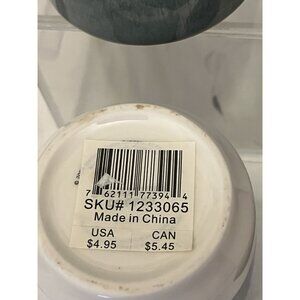 7 62111 77394 4
SKU# 1233065
Made in China
USA CAN
$4.95 $5.45